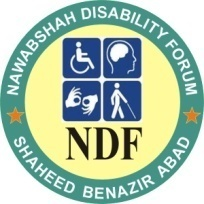 NAWABSHAH DISABILITY FORUM
NDF
SHAHEED BENAZIR ABAD